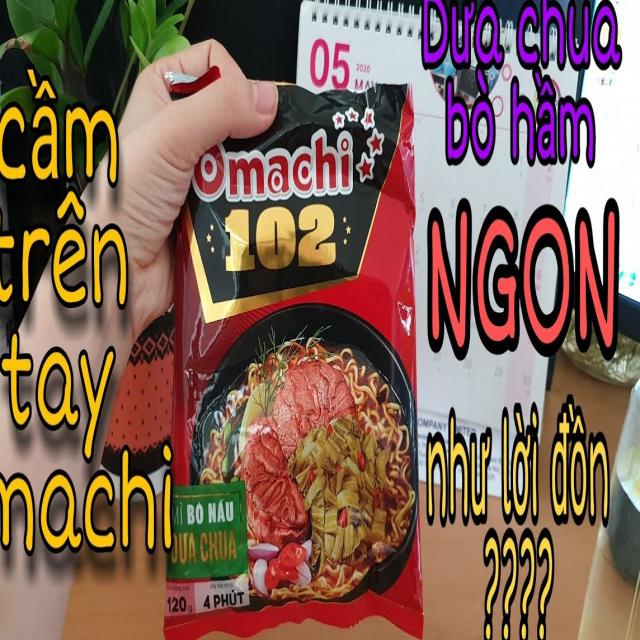 cầm
trên
tay
machi
Dưa chua
bò hầm
NGON
như lời đồn
????
05
2020
Omachi
102
MÌ BÒ NẤU
DƯA CHUA
120g
4 PHÚT